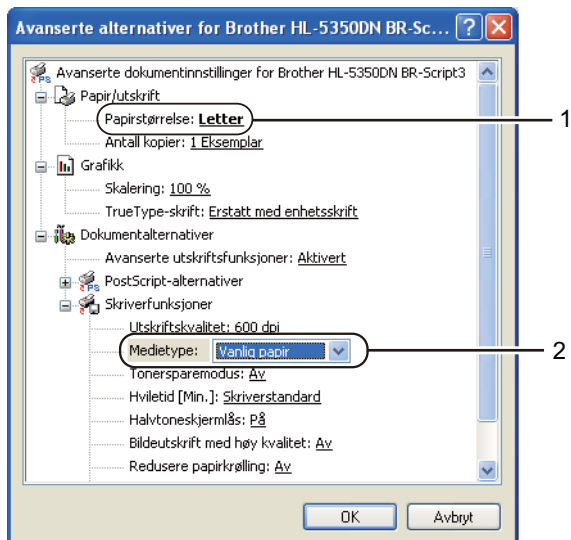 Avanserte alternativer for Brother HL-5350DN BR-Sc...
Avanserte dokumentinnstillinger for Brother HL-5350DN BR-Script3
Papir/utskrift
Papirstørrelse: Letter
1
Antall kopier: 1 Eksemplar
Grafikk
Skalering: 100 %
TrueType-skrift: Erstatt med enhetsskrift
Dokumentalternativer
Avanserte utskriftsfunksjoner: Aktivert
PostScript-alternativer
Skriverfunksjoner
Utskriftskvalitet: 600 dpi
Medietype: Vanlig papir
2
Tonersparemodus: Av
Hviletid [Min.]: Skriverstandard
Halvtoneskjermlås: På
Bildeutskrift med høy kvalitet: Av
Redusere papirkrølling: Av
OK Avbryt